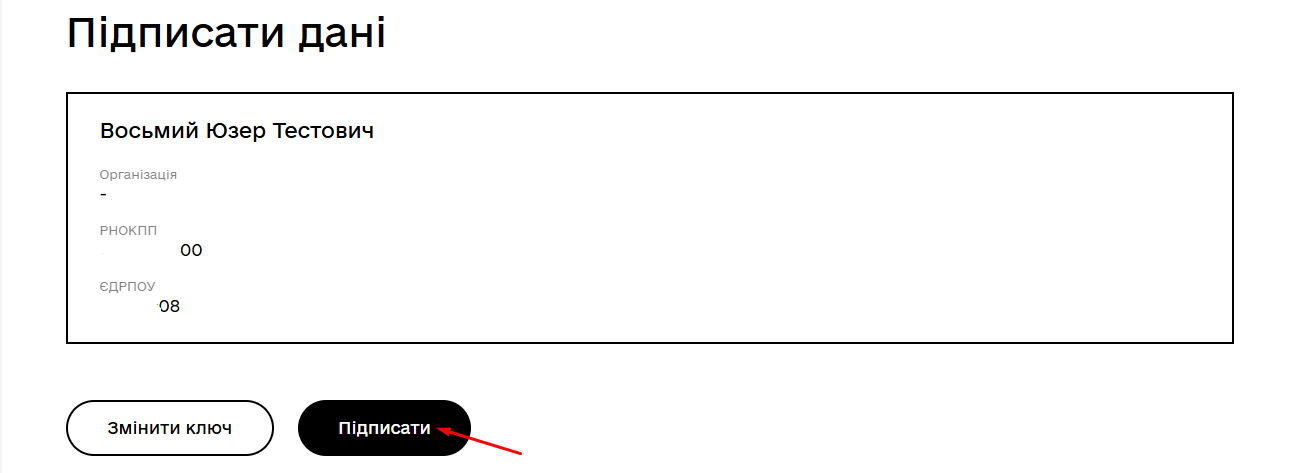 Підписати дані
Восьмий Юзер Тестович
Організація
-
РНОКПП
00
ЄДРПОУ
08
Змінити ключ
Підписати